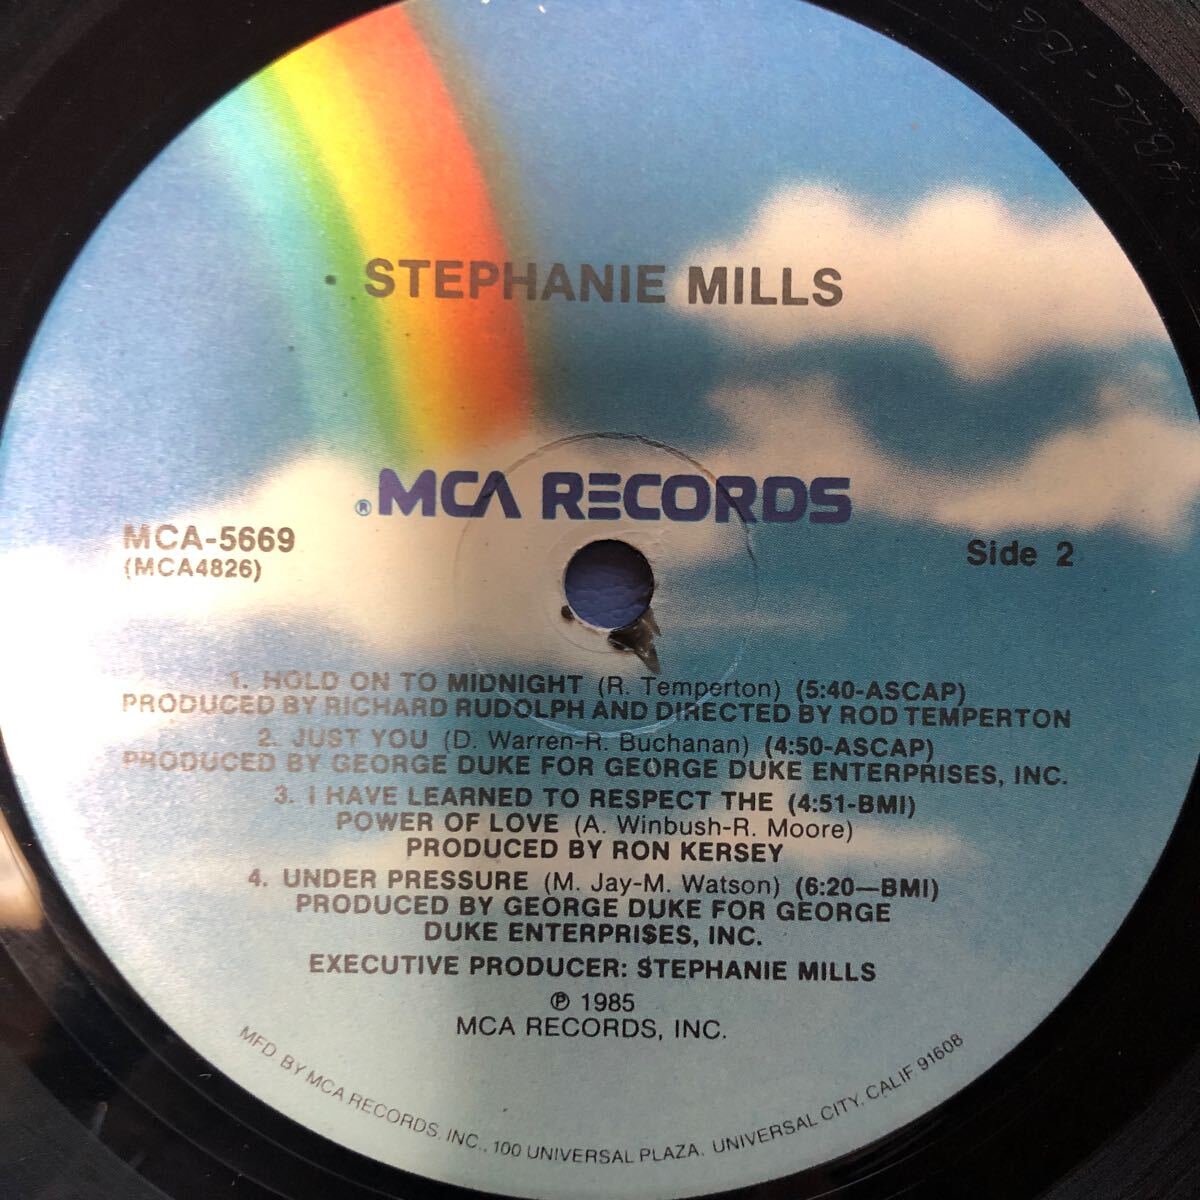 STEPHANIE MILLS
® MCA RECORDS
MCA-5669
(MCA4826)
Side 2
1. HOLD ON TO MIDNIGHT (R. Temperton) (5:40-ASCAP)
PRODUCED BY RICHARD RUDOLPH AND DIRECTED BY ROD TEMPERTON
2. JUST YOU (D. Warren-R. Buchanan) (4:50-ASCAP)
PRODUCED BY GEORGE DUKE FOR GEORGE DUKE ENTERPRISES, INC.
3. I HAVE LEARNED TO RESPECT THE (4:51-BMI)
POWER OF LOVE (A. Winbush-R. Moore)
PRODUCED BY RON KERSEY
4. UNDER PRESSURE (M. Jay-M. Watson) (6:20—BMI)
PRODUCED BY GEORGE DUKE FOR GEORGE
DUKE ENTERPRISES, INC.
EXECUTIVE PRODUCER: STEPHANIE MILLS
℗ 1985
MCA RECORDS, INC.
MFD BY MCA RECORDS, INC., 100 UNIVERSAL PLAZA, UNIVERSAL CITY, CALIF 91608